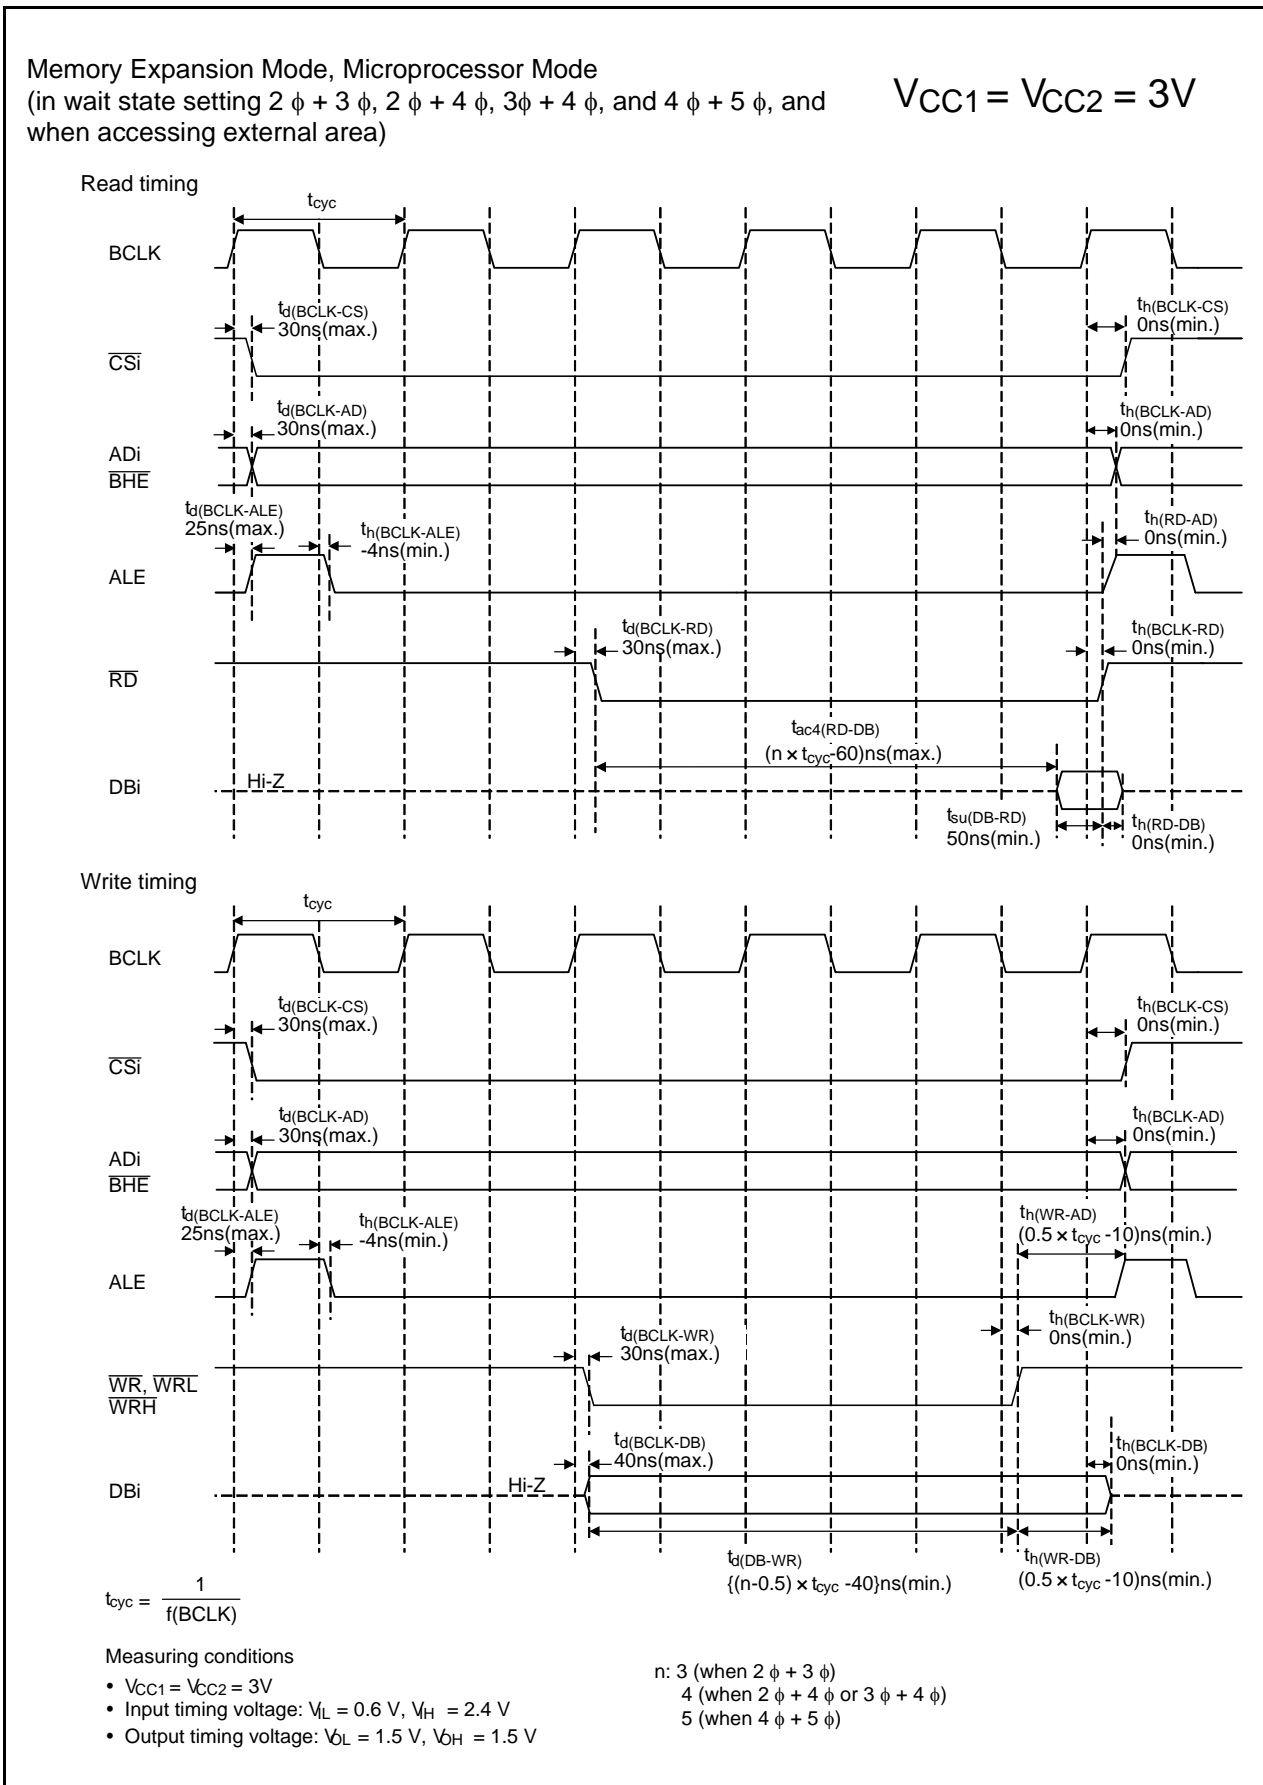 Memory Expansion Mode, Microprocessor Mode
(in wait state setting 2 ϕ + 3 ϕ, 2 ϕ + 4 ϕ, 3ϕ + 4 ϕ, and 4 ϕ + 5 ϕ, and
when accessing external area)
VCC1 = VCC2 = 3V
Read timing
tcyc
BCLK
td(BCLK-CS)
30ns(max.)
th(BCLK-CS)
0ns(min.)
CSi
td(BCLK-AD)
30ns(max.)
th(BCLK-AD)
0ns(min.)
ADi
BHE
td(BCLK-ALE)
25ns(max.)
th(BCLK-ALE)
-4ns(min.)
th(RD-AD)
0ns(min.)
ALE
td(BCLK-RD)
30ns(max.)
th(BCLK-RD)
0ns(min.)
RD
tac4(RD-DB)
(n × tcyc-60)ns(max.)
DBi
Hi-Z
tsu(DB-RD)
50ns(min.)
th(RD-DB)
0ns(min.)
Write timing
tcyc
BCLK
td(BCLK-CS)
30ns(max.)
th(BCLK-CS)
0ns(min.)
CSi
td(BCLK-AD)
30ns(max.)
th(BCLK-AD)
0ns(min.)
ADi
BHE
td(BCLK-ALE)
25ns(max.)
th(BCLK-ALE)
-4ns(min.)
th(WR-AD)
(0.5 × tcyc -10)ns(min.)
ALE
td(BCLK-WR)
30ns(max.)
th(BCLK-WR)
0ns(min.)
WR, WRL
WRH
td(BCLK-DB)
40ns(max.)
th(BCLK-DB)
0ns(min.)
DBi
Hi-Z
td(DB-WR)
{(n-0.5) × tcyc -40}ns(min.)
th(WR-DB)
(0.5 × tcyc -10)ns(min.)
tcyc = 1
f(BCLK)
Measuring conditions
• VCC1 = VCC2 = 3V
• Input timing voltage: VIL = 0.6 V, VIH = 2.4 V
• Output timing voltage: VOL = 1.5 V, VOH = 1.5 V
n: 3 (when 2 ϕ + 3 ϕ)
4 (when 2 ϕ + 4 ϕ or 3 ϕ + 4 ϕ)
5 (when 4 ϕ + 5 ϕ)